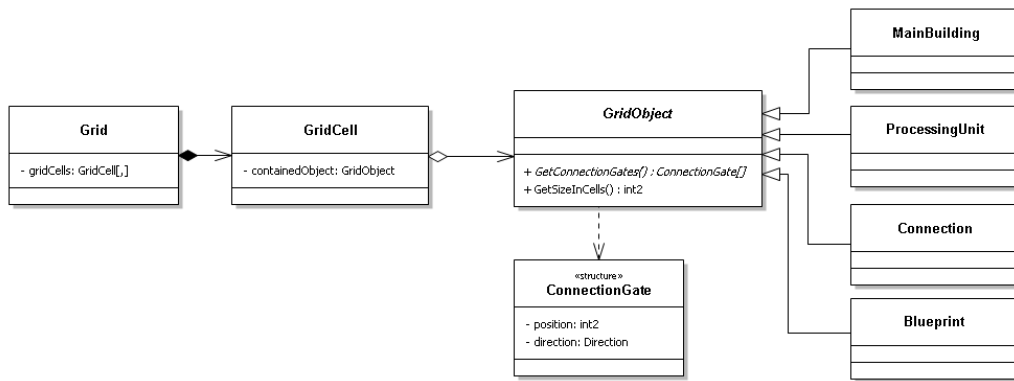 Grid
- gridCells: GridCell[,]
GridCell
- containedObject: GridObject
GridObject
+ GetConnectionGates() : ConnectionGate[]
+ GetSizeInCells() : int2
«structure»
ConnectionGate
- position: int2
- direction: Direction
MainBuilding
ProcessingUnit
Connection
Blueprint